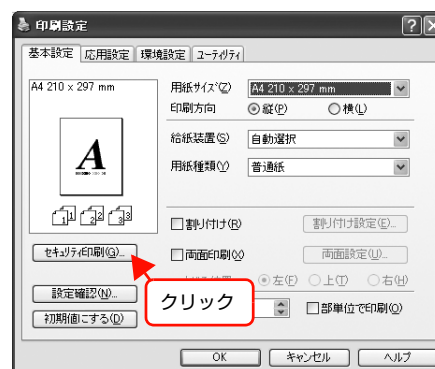 印刷設定
基本設定 応用設定 環境設定 ユーティリティ
A4 210 x 297 mm
用紙サイズ(Z) A4 210 x 297 mm
印刷方向 縦(P) 横(L)
給紙装置(S) 自動選択
用紙種類(Y) 普通紙
A
1 2 3
割り付け(R) 割り付け設定(E)...
セキュリティ印刷(G)...
両面印刷(X) 両面設定(U)...
左(F) 上(T) 右(H)
クリック
設定確認(N)...
部単位で印刷(O)
初期値にする(D)
OK キャンセル ヘルプ